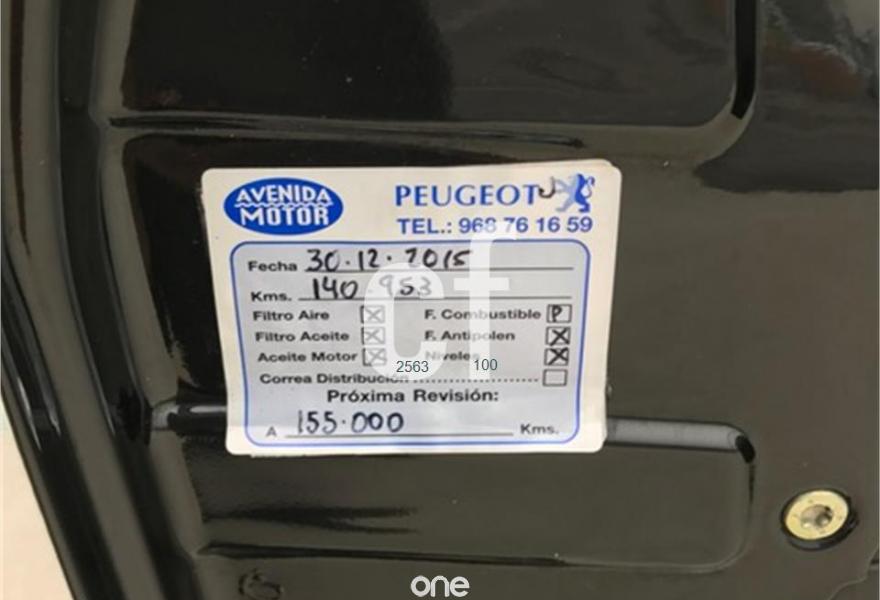 AVENIDA MOTOR
PEUGEOT
TEL.: 968 76 16 59
Fecha 30.12.2015
Kms. 140.953
Filtro Aire F. Combustible P
Filtro Aceite F. Antipolen
Aceite Motor Niveles
2563 100
Correa Distribución
Próxima Revisión:
A 155.000 Kms.
cf
one